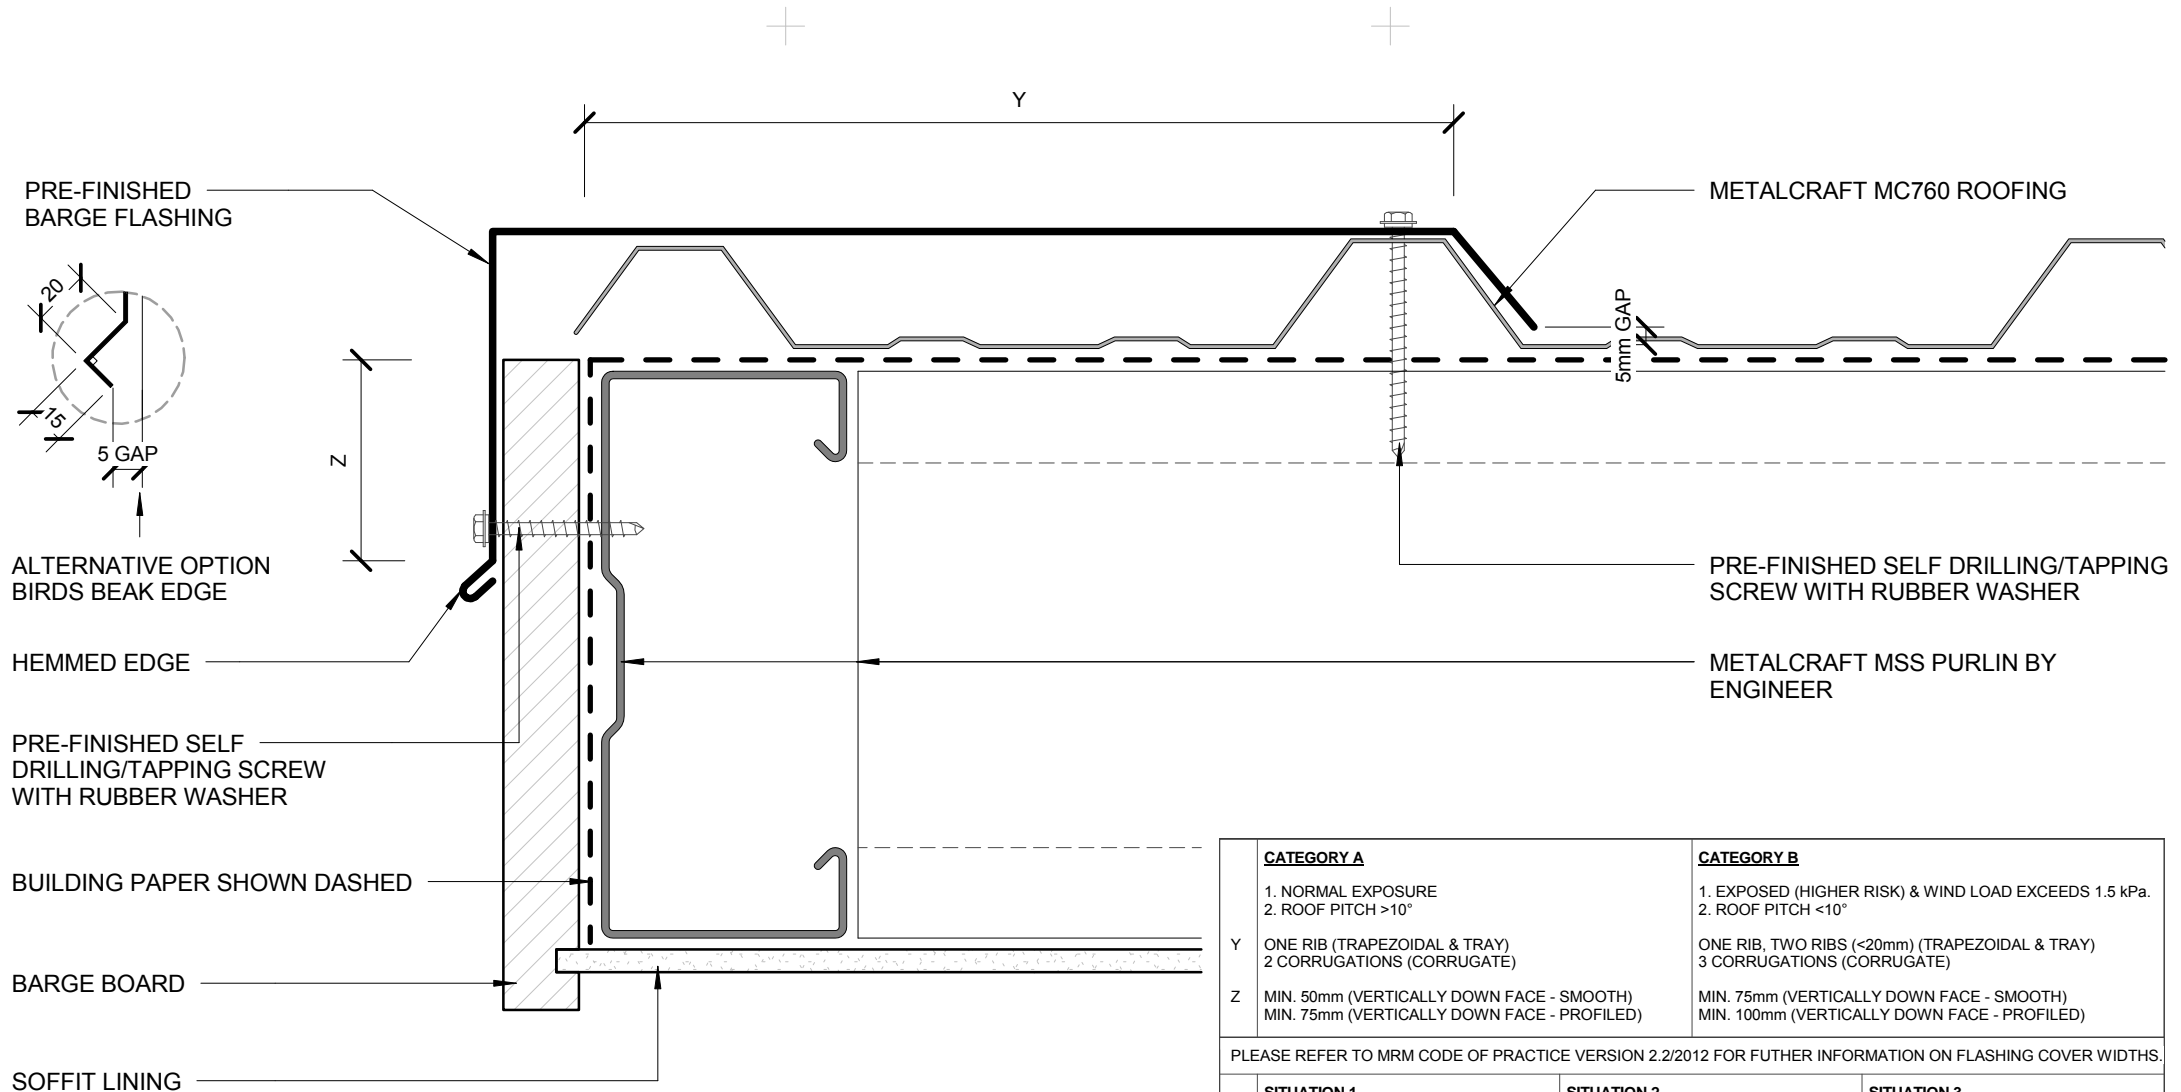 Y
PRE-FINISHED
BARGE FLASHING
METALCRAFT MC760 ROOFING
20
15
5 GAP
Z
5mm GAP
ALTERNATIVE OPTION
BIRDS BEAK EDGE
PRE-FINISHED SELF DRILLING/TAPPING
SCREW WITH RUBBER WASHER
HEMMED EDGE
METALCRAFT MSS PURLIN BY
ENGINEER
PRE-FINISHED SELF
DRILLING/TAPPING SCREW
WITH RUBBER WASHER
BUILDING PAPER SHOWN DASHED
BARGE BOARD
SOFFIT LINING
CATEGORY A
1. NORMAL EXPOSURE
2. ROOF PITCH >10°
CATEGORY B
1. EXPOSED (HIGHER RISK) & WIND LOAD EXCEEDS 1.5 kPa.
2. ROOF PITCH <10°
Y
ONE RIB (TRAPEZOIDAL & TRAY)
2 CORRUGATIONS (CORRUGATE)
ONE RIB, TWO RIBS (<20mm) (TRAPEZOIDAL & TRAY)
3 CORRUGATIONS (CORRUGATE)
Z
MIN. 50mm (VERTICALLY DOWN FACE - SMOOTH)
MIN. 75mm (VERTICALLY DOWN FACE - PROFILED)
MIN. 75mm (VERTICALLY DOWN FACE - SMOOTH)
MIN. 100mm (VERTICALLY DOWN FACE - PROFILED)
PLEASE REFER TO MRM CODE OF PRACTICE VERSION 2.2/2012 FOR FUTHER INFORMATION ON FLASHING COVER WIDTHS.
SITUATION 1
SITUATION 2
SITUATION 3